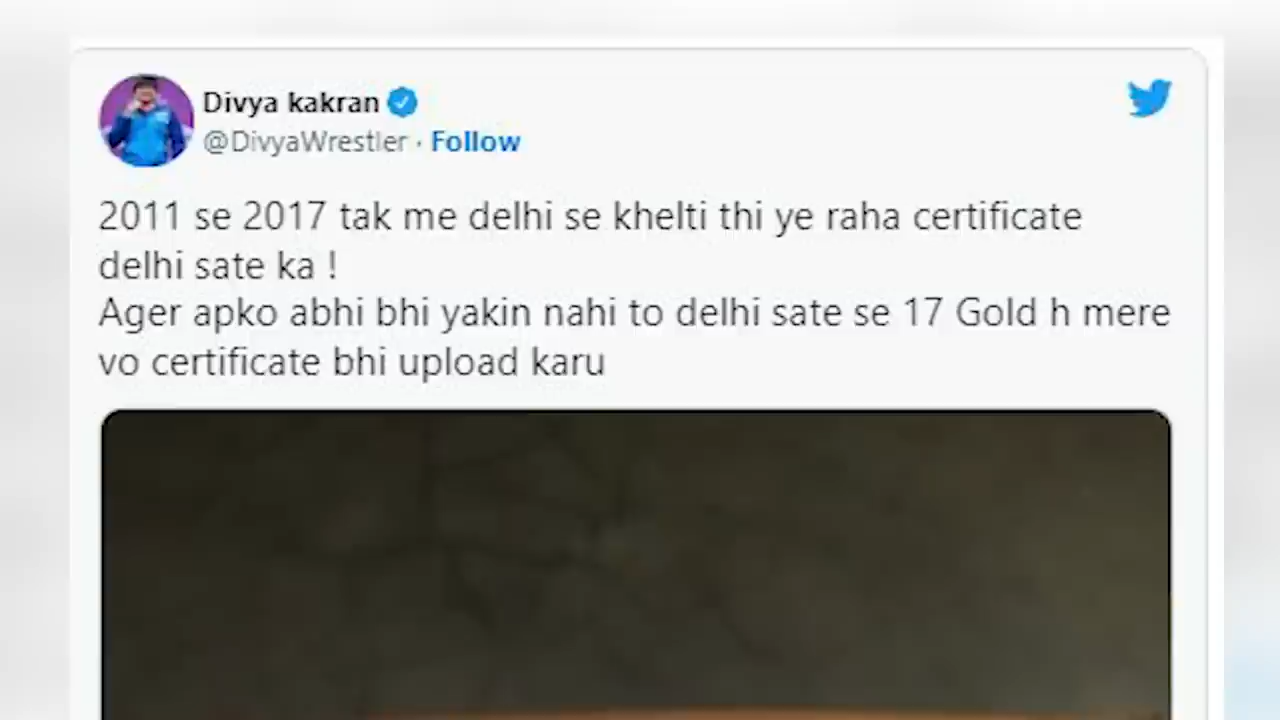 Divya kakran
@DivyaWrestler · Follow
2011 se 2017 tak me delhi se khelti thi ye raha certificate
delhi sate ka !
Ager apko abhi bhi yakin nahi to delhi sate se 17 Gold h mere
vo certificate bhi upload karu